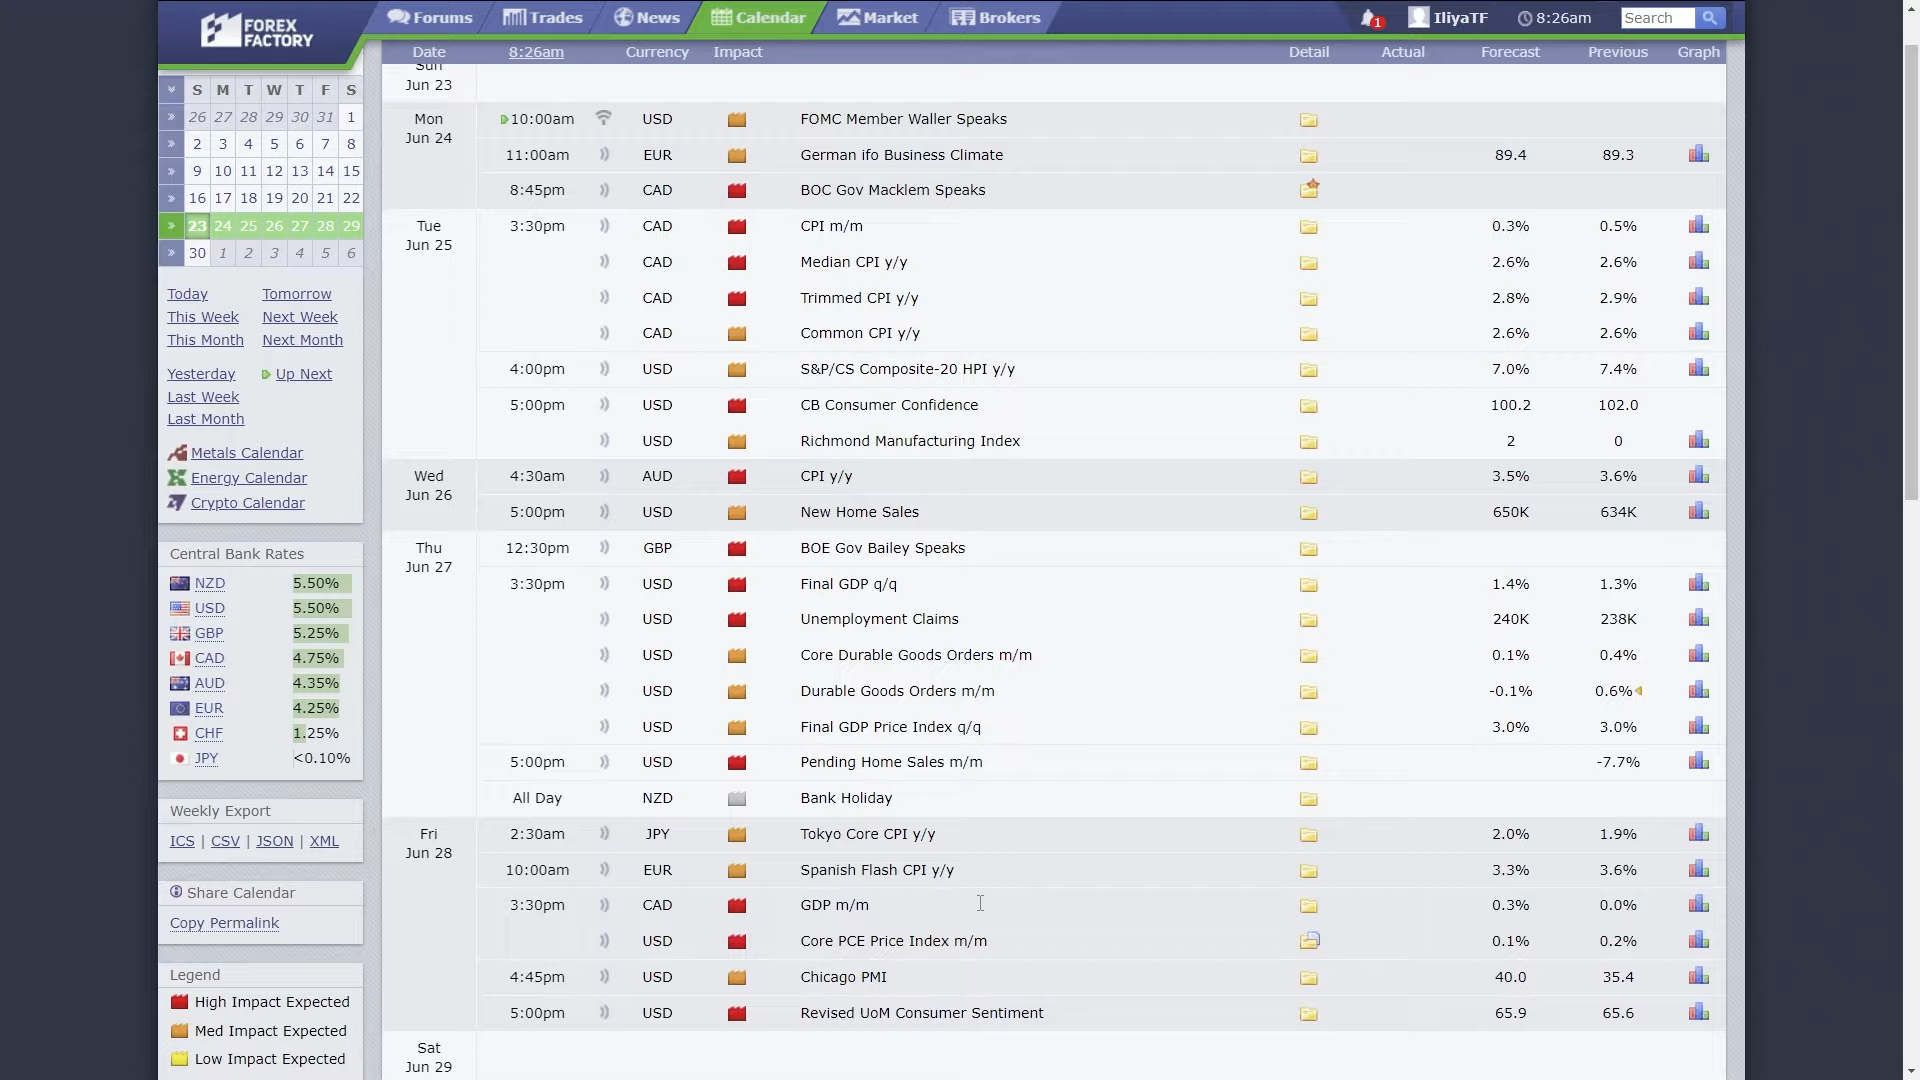 FOREX FACTORY
Forums Trades News Calendar Market Brokers 1 IliyaTF 8:26am Search
S M T W T F S
26 27 28 29 30 31 1
2 3 4 5 6 7 8
9 10 11 12 13 14 15
16 17 18 19 20 21 22
23 24 25 26 27 28 29
30 1 2 3 4 5 6
Today Tomorrow
This Week Next Week
This Month Next Month
Yesterday Up Next
Last Week
Last Month
Metals Calendar
Energy Calendar
Crypto Calendar
Central Bank Rates
NZD 5.50%
USD 5.50%
GBP 5.25%
CAD 4.75%
AUD 4.35%
EUR 4.25%
CHF 1.25%
JPY <0.10%
Weekly Export
ICS | CSV | JSON | XML
Share Calendar
Copy Permalink
Legend
High Impact Expected
Med Impact Expected
Low Impact Expected
Date 8:26am Currency Impact Detail Actual Forecast Previous Graph
Sun
Jun 23
Mon
Jun 24
10:00am USD FOMC Member Waller Speaks
11:00am EUR German ifo Business Climate 89.4 89.3
8:45pm CAD BOC Gov Macklem Speaks
Tue
Jun 25
3:30pm CAD CPI m/m 0.3% 0.5%
CAD Median CPI y/y 2.6% 2.6%
CAD Trimmed CPI y/y 2.8% 2.9%
CAD Common CPI y/y 2.6% 2.6%
4:00pm USD S&P/CS Composite-20 HPI y/y 7.0% 7.4%
5:00pm USD CB Consumer Confidence 100.2 102.0
USD Richmond Manufacturing Index 2 0
Wed
Jun 26
4:30am AUD CPI y/y 3.5% 3.6%
5:00pm USD New Home Sales 650K 634K
Thu
Jun 27
12:30pm GBP BOE Gov Bailey Speaks
3:30pm USD Final GDP q/q 1.4% 1.3%
USD Unemployment Claims 240K 238K
USD Core Durable Goods Orders m/m 0.1% 0.4%
USD Durable Goods Orders m/m -0.1% 0.6%
USD Final GDP Price Index q/q 3.0% 3.0%
5:00pm USD Pending Home Sales m/m -7.7%
All Day NZD Bank Holiday
Fri
Jun 28
2:30am JPY Tokyo Core CPI y/y 2.0% 1.9%
10:00am EUR Spanish Flash CPI y/y 3.3% 3.6%
3:30pm CAD GDP m/m 0.3% 0.0%
USD Core PCE Price Index m/m 0.1% 0.2%
4:45pm USD Chicago PMI 40.0 35.4
5:00pm USD Revised UoM Consumer Sentiment 65.9 65.6
Sat
Jun 29